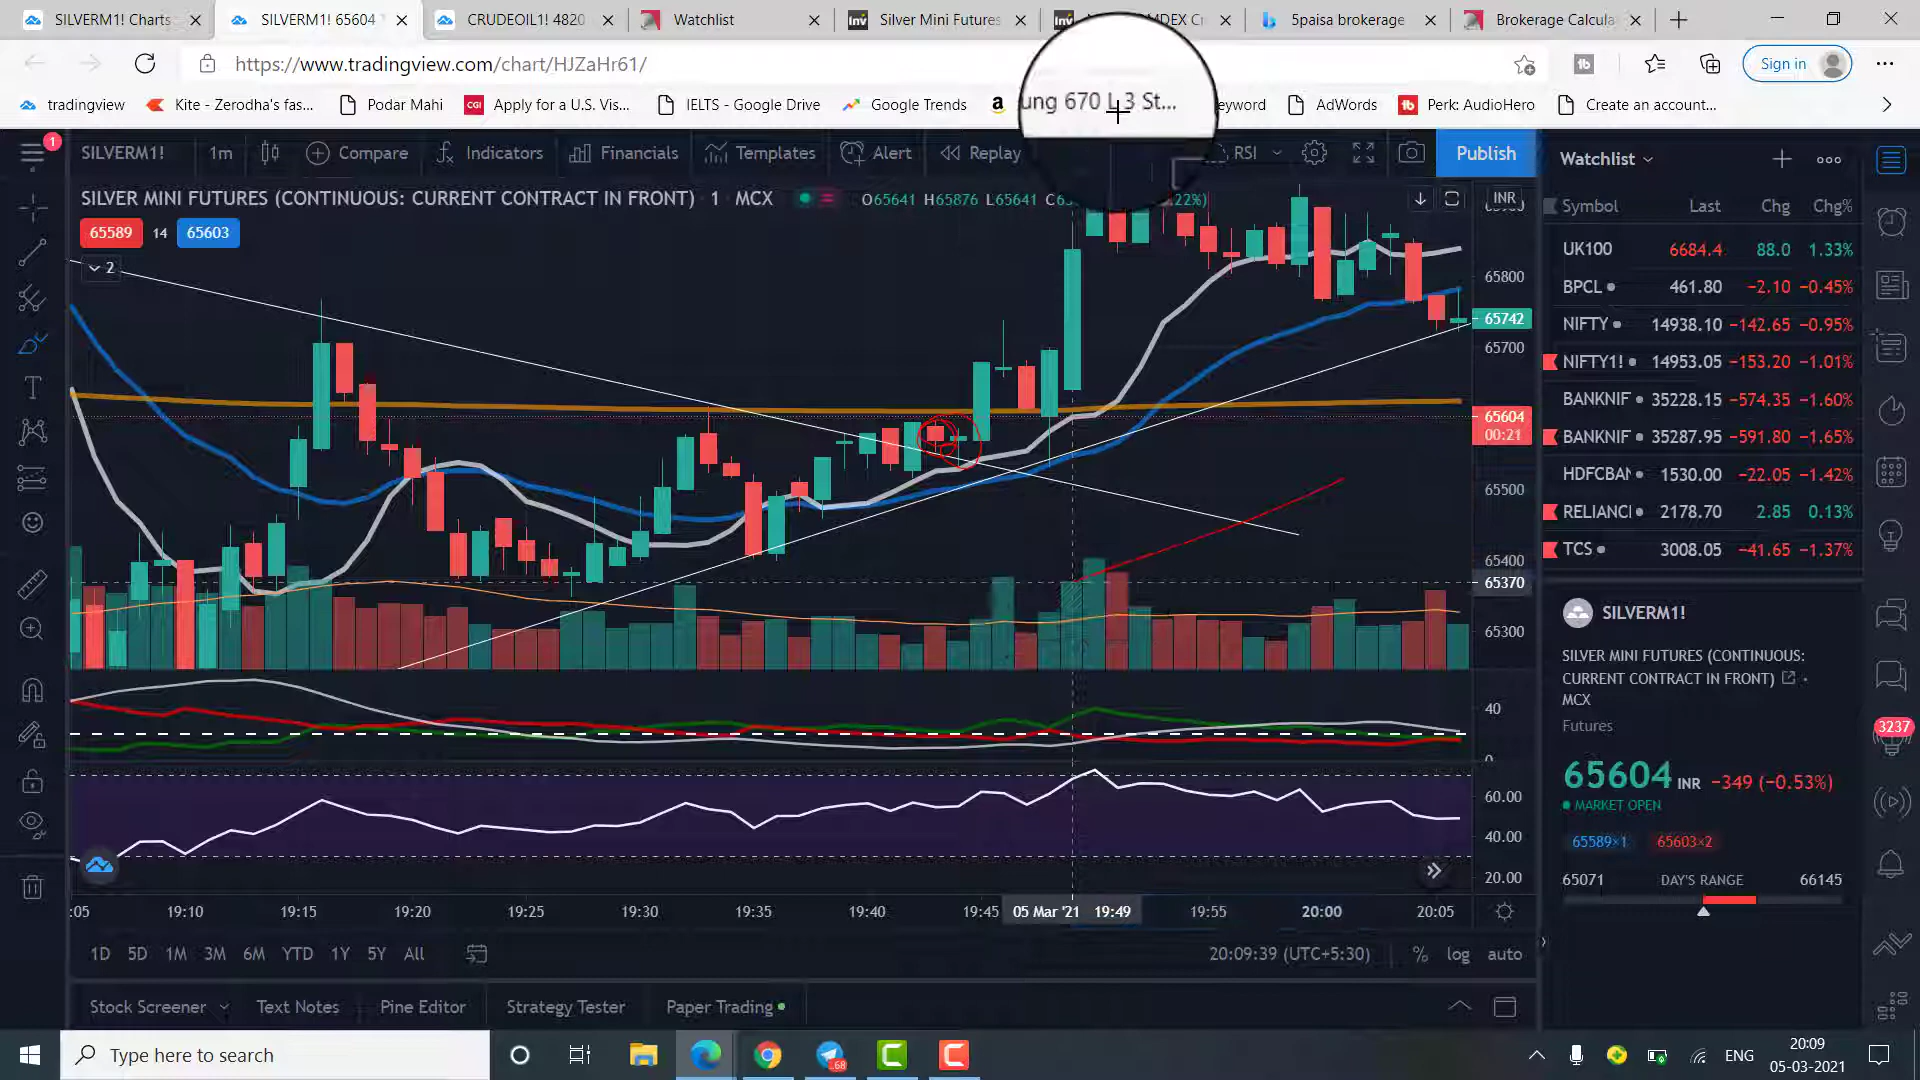 SILVERM1! Charts
SILVERM1! 65604
CRUDEOIL1! 4820
Watchlist
Silver Mini Futures
5paisa brokerage
Brokerage Calcula
https://www.tradingview.com/chart/HJZaHr61/
Sign in
tradingview
Kite - Zerodha's fas...
Podar Mahi
Apply for a U.S. Vis...
IELTS - Google Drive
Google Trends
ung 670 L 3 St...
eyword
AdWords
Perk: AudioHero
Create an account...
1
SILVERM1!
1m
Compare
Indicators
Financials
Templates
Alert
Replay
RSI
Publish
Watchlist
SILVER MINI FUTURES (CONTINUOUS: CURRENT CONTRACT IN FRONT) · 1 · MCX
O65641 H65876 L65641
INR
65589 14 65603
2
Symbol Last Chg Chg%
UK100 6684.4 88.0 1.33%
BPCL 461.80 −2.10 −0.45%
NIFTY 14938.10 −142.65 −0.95%
NIFTY1! 14953.05 −153.20 −1.01%
BANKNIF 35228.15 −574.35 −1.60%
BANKNIF 35287.95 −591.80 −1.65%
HDFCBAN 1530.00 −22.05 −1.42%
RELIANCI 2178.70 2.85 0.13%
TCS 3008.05 −41.65 −1.37%
65800
65742
65700
65604
00:21
65500
65400
65370
65300
40
60.00
40.00
20.00
SILVERM1!
SILVER MINI FUTURES (CONTINUOUS: CURRENT CONTRACT IN FRONT)
MCX
Futures
3237
65604 INR −349 (−0.53%)
MARKET OPEN
65589×1 65603×2
65071 DAY'S RANGE 66145
:05 19:10 19:15 19:20 19:25 19:30 19:35 19:40 19:45 05 Mar '21 19:49 19:55 20:00 20:05
1D 5D 1M 3M 6M YTD 1Y 5Y All
20:09:39 (UTC+5:30)
% log auto
Stock Screener
Text Notes
Pine Editor
Strategy Tester
Paper Trading
Type here to search
68
ENG
20:09
05-03-2021